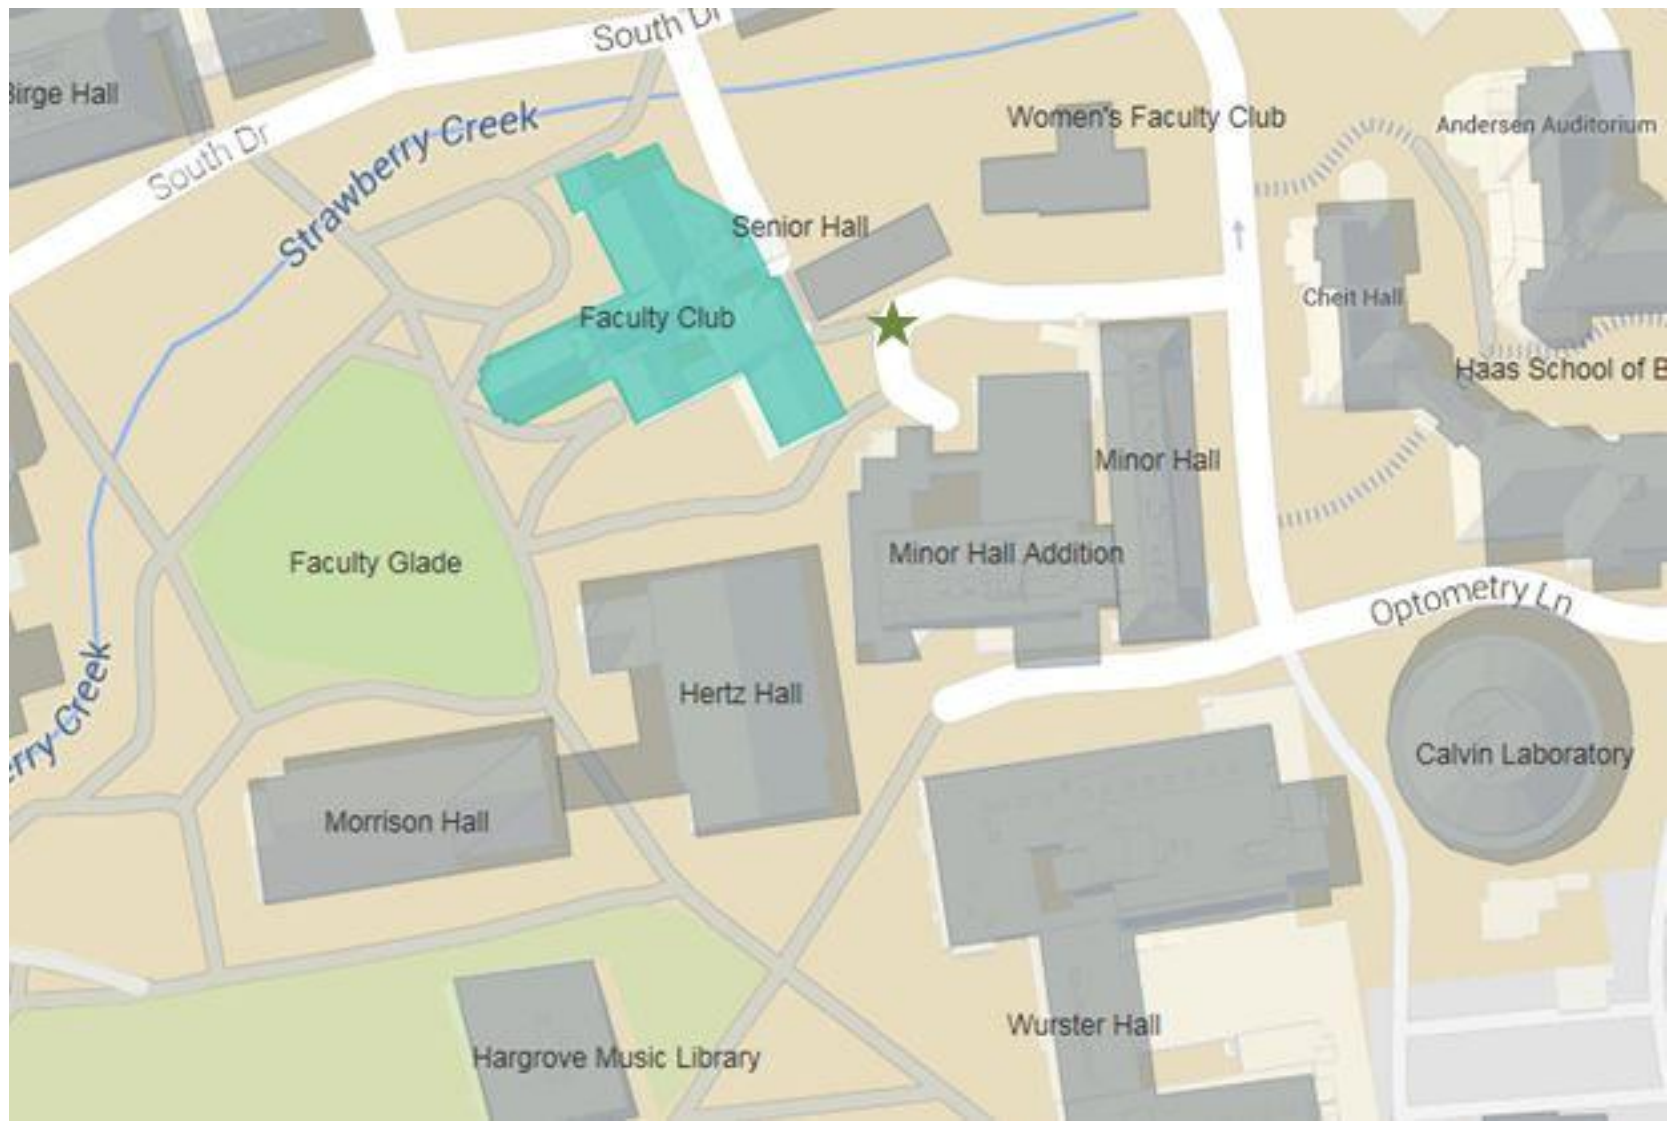 South Dr
Birge Hall
Women's Faculty Club
Andersen Auditorium
South Dr
Strawberry Creek
Senior Hall
Cheit Hall
Faculty Club
Haas School of B
Minor Hall
Minor Hall Addition
Faculty Glade
Optometry Ln
Hertz Hall
erry Creek
Calvin Laboratory
Morrison Hall
Wurster Hall
Hargrove Music Library